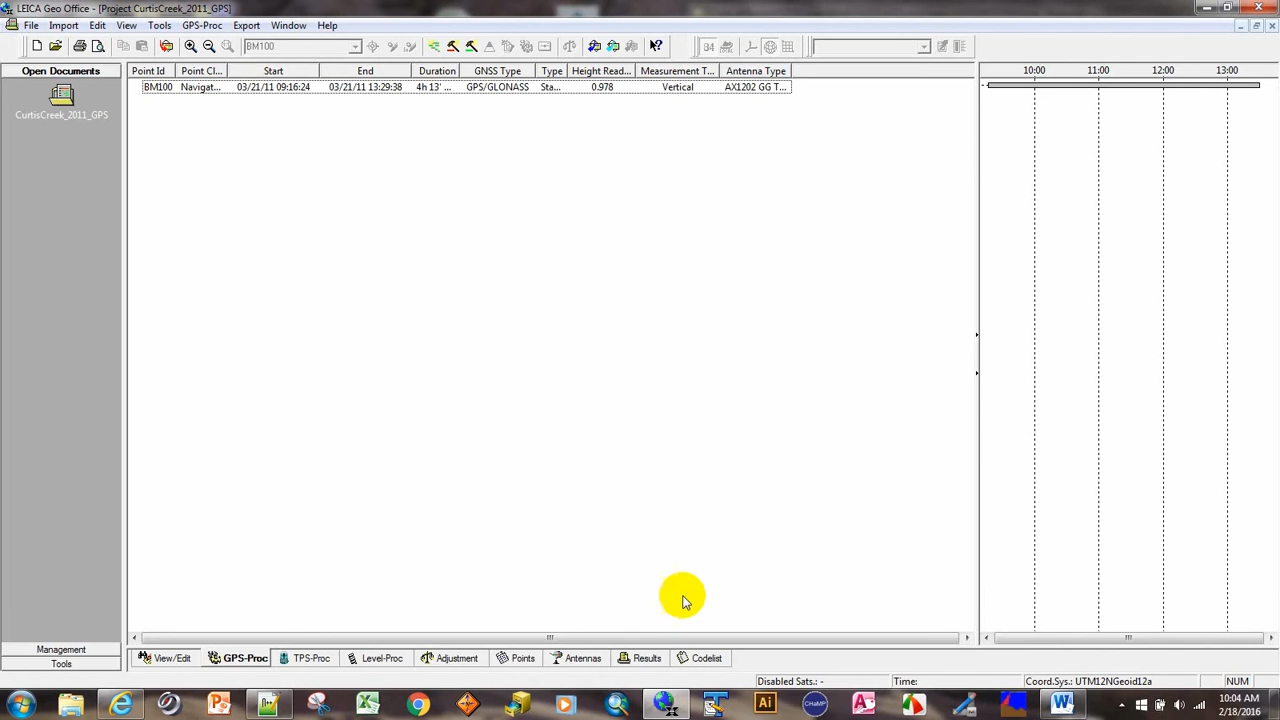 LEICA Geo Office - [Project CurtisCreek_2011_GPS]
File Import Edit View Tools GPS-Proc Export Window Help
BM100 84
Open Documents
Point Id Point Cl... Start End Duration GNSS Type Type Height Read... Measurement T... Antenna Type 10:00 11:00 12:00 13:00
BM100 Navigat... 03/21/11 09:16:24 03/21/11 13:29:38 4h 13' ... GPS/GLONASS Sta... 0.978 Vertical AX1202 GG T...
CurtisCreek_2011_GPS
Management
Tools
View/Edit GPS-Proc TPS-Proc Level-Proc Adjustment Points Antennas Results Codelist
Disabled Sats.: - Time: Coord.Sys.: UTM12NGeoid12a NUM
CHaMP
10:04 AM
2/18/2016